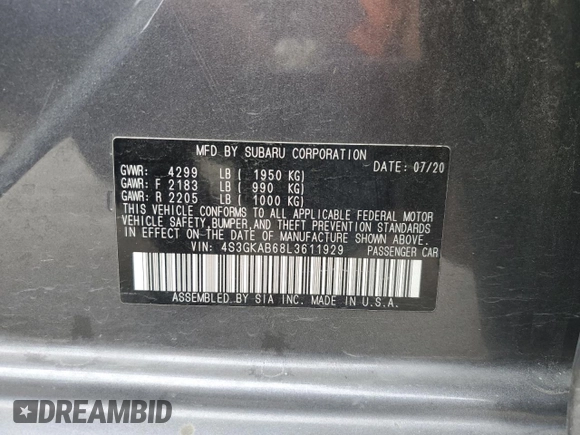 MFD BY SUBARU CORPORATION
DATE: 07/20
GVWR: 4299 LB ( 1950 KG)
GAWR: F 2183 LB ( 990 KG)
GAWR: R 2205 LB ( 1000 KG)
THIS VEHICLE CONFORMS TO ALL APPLICABLE FEDERAL MOTOR
VEHICLE SAFETY, BUMPER, AND THEFT PREVENTION STANDARDS
IN EFFECT ON THE DATE OF MANUFACTURE SHOWN ABOVE.
VIN: 4S3GKAB68L3611929 PASSENGER CAR
ASSEMBLED BY SIA INC. MADE IN U.S.A.
DREAMBID